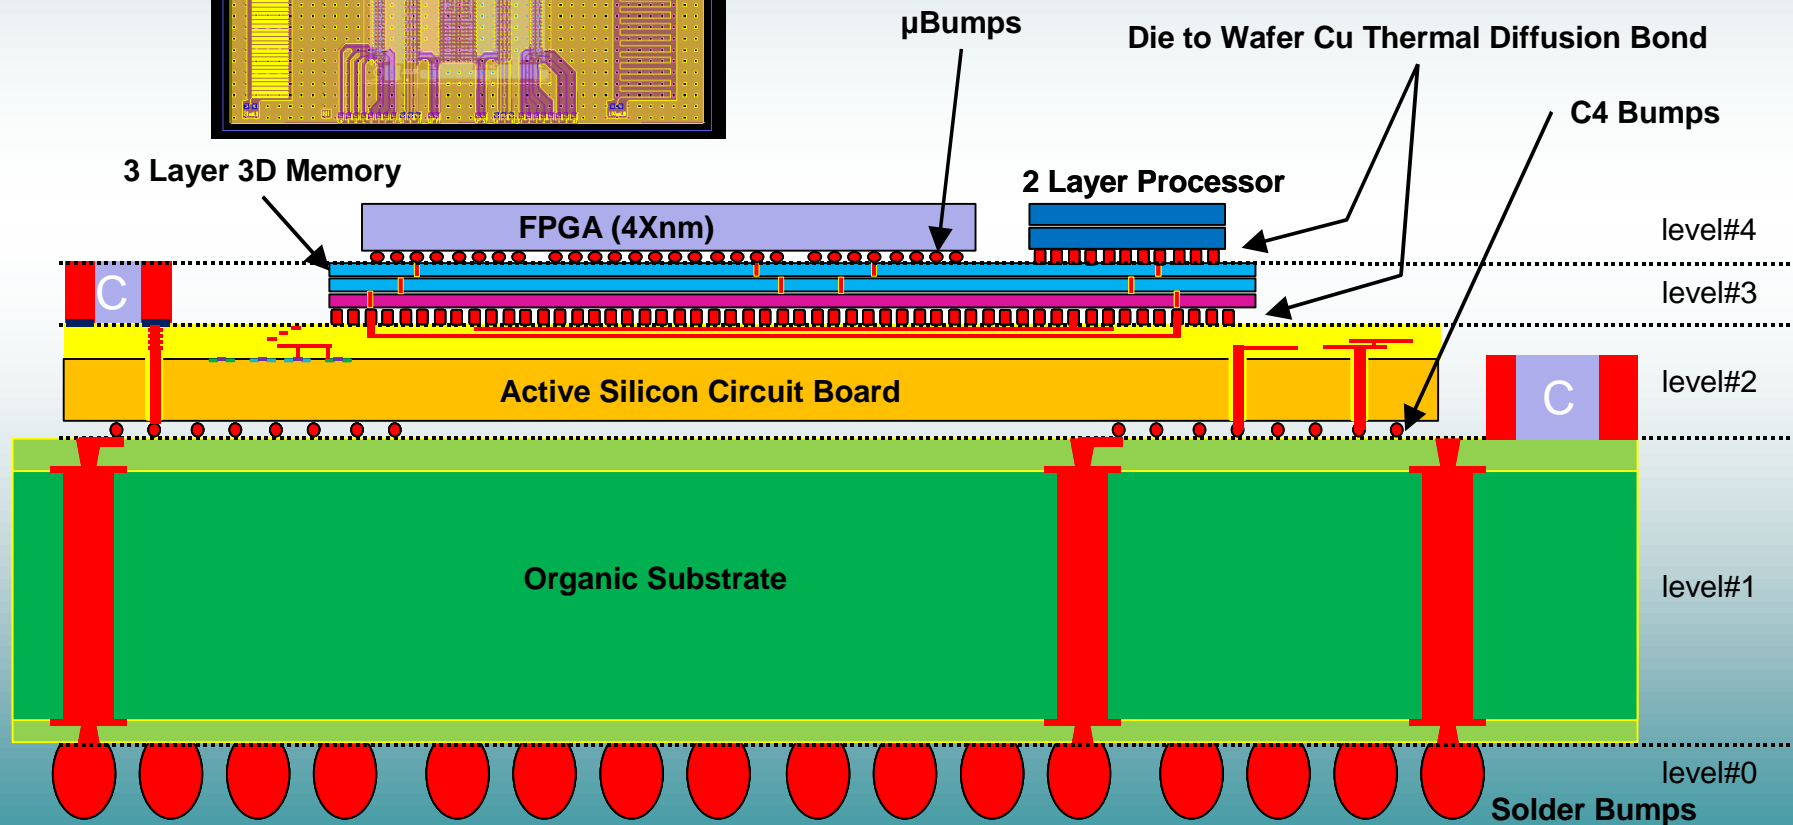 µBumps
Die to Wafer Cu Thermal Diffusion Bond
C4 Bumps
3 Layer 3D Memory
2 Layer Processor
FPGA (4Xnm)
level#4
C
level#3
Active Silicon Circuit Board
level#2
C
Organic Substrate
level#1
level#0
Solder Bumps